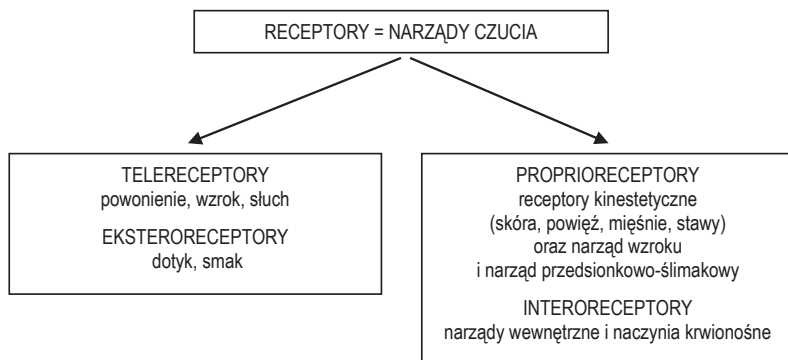 RECEPTORY = NARZĄDY CZUCIA
TELERECEPTORY
powonienie, wzrok, słuch
EKSTERORECEPTORY
dotyk, smak
PROPRIORECEPTORY
receptory kinestetyczne
(skóra, powięź, mięśnie, stawy)
oraz narząd wzroku
i narząd przedsionkowo-ślimakowy
INTERORECEPTORY
narządy wewnętrzne i naczynia krwionośne